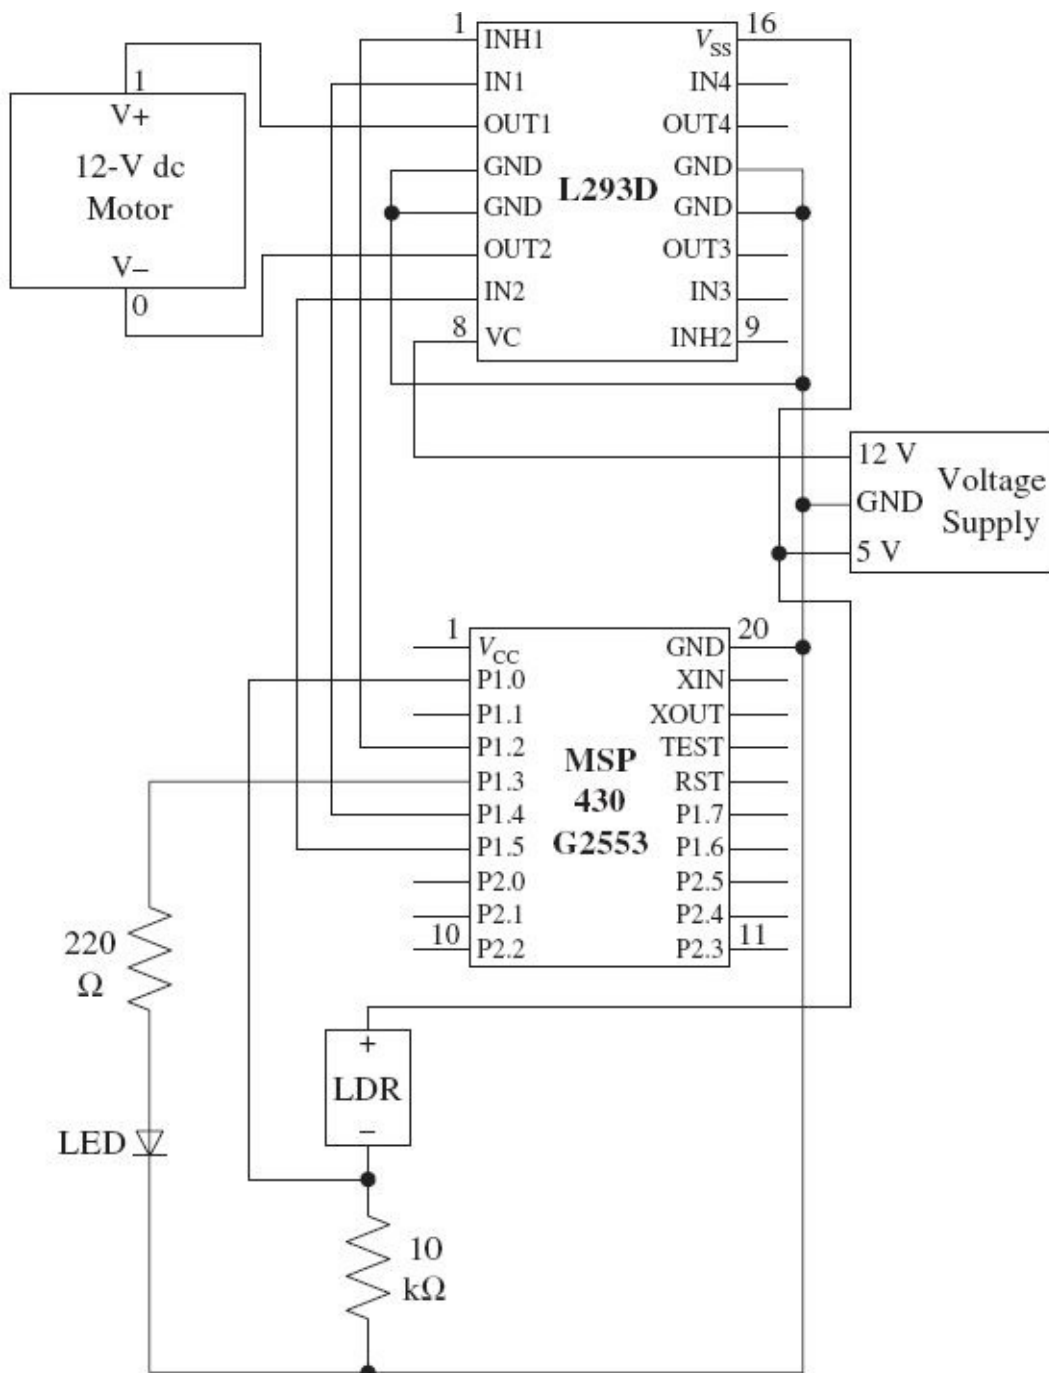 1
INH1
IN1
OUT1
GND
GND
OUT2
IN2
8
VC
L293D
16
VSS
IN4
OUT4
GND
GND
OUT3
IN3
9
INH2
1
V+
12-V dc
Motor
V–
0
12 V
GND
5 V
Voltage
Supply
1
VCC
P1.0
P1.1
P1.2
P1.3
P1.4
P1.5
P2.0
P2.1
10
P2.2
MSP
430
G2553
20
GND
XIN
XOUT
TEST
RST
P1.7
P1.6
P2.5
P2.4
11
P2.3
220
Ω
LED
+
LDR
–
10
kΩ